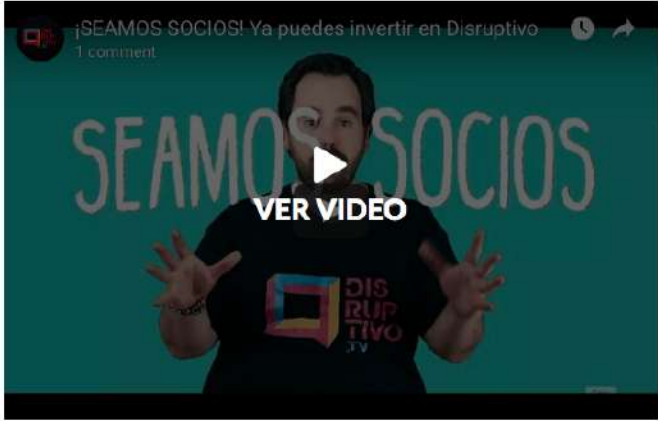 ¡SEAMOS SOCIOS! Ya puedes invertir en Disruptivo
1 comment
SEAMOS SOCIOS
VER VIDEO
DIS
RUP
TIVO
.TV